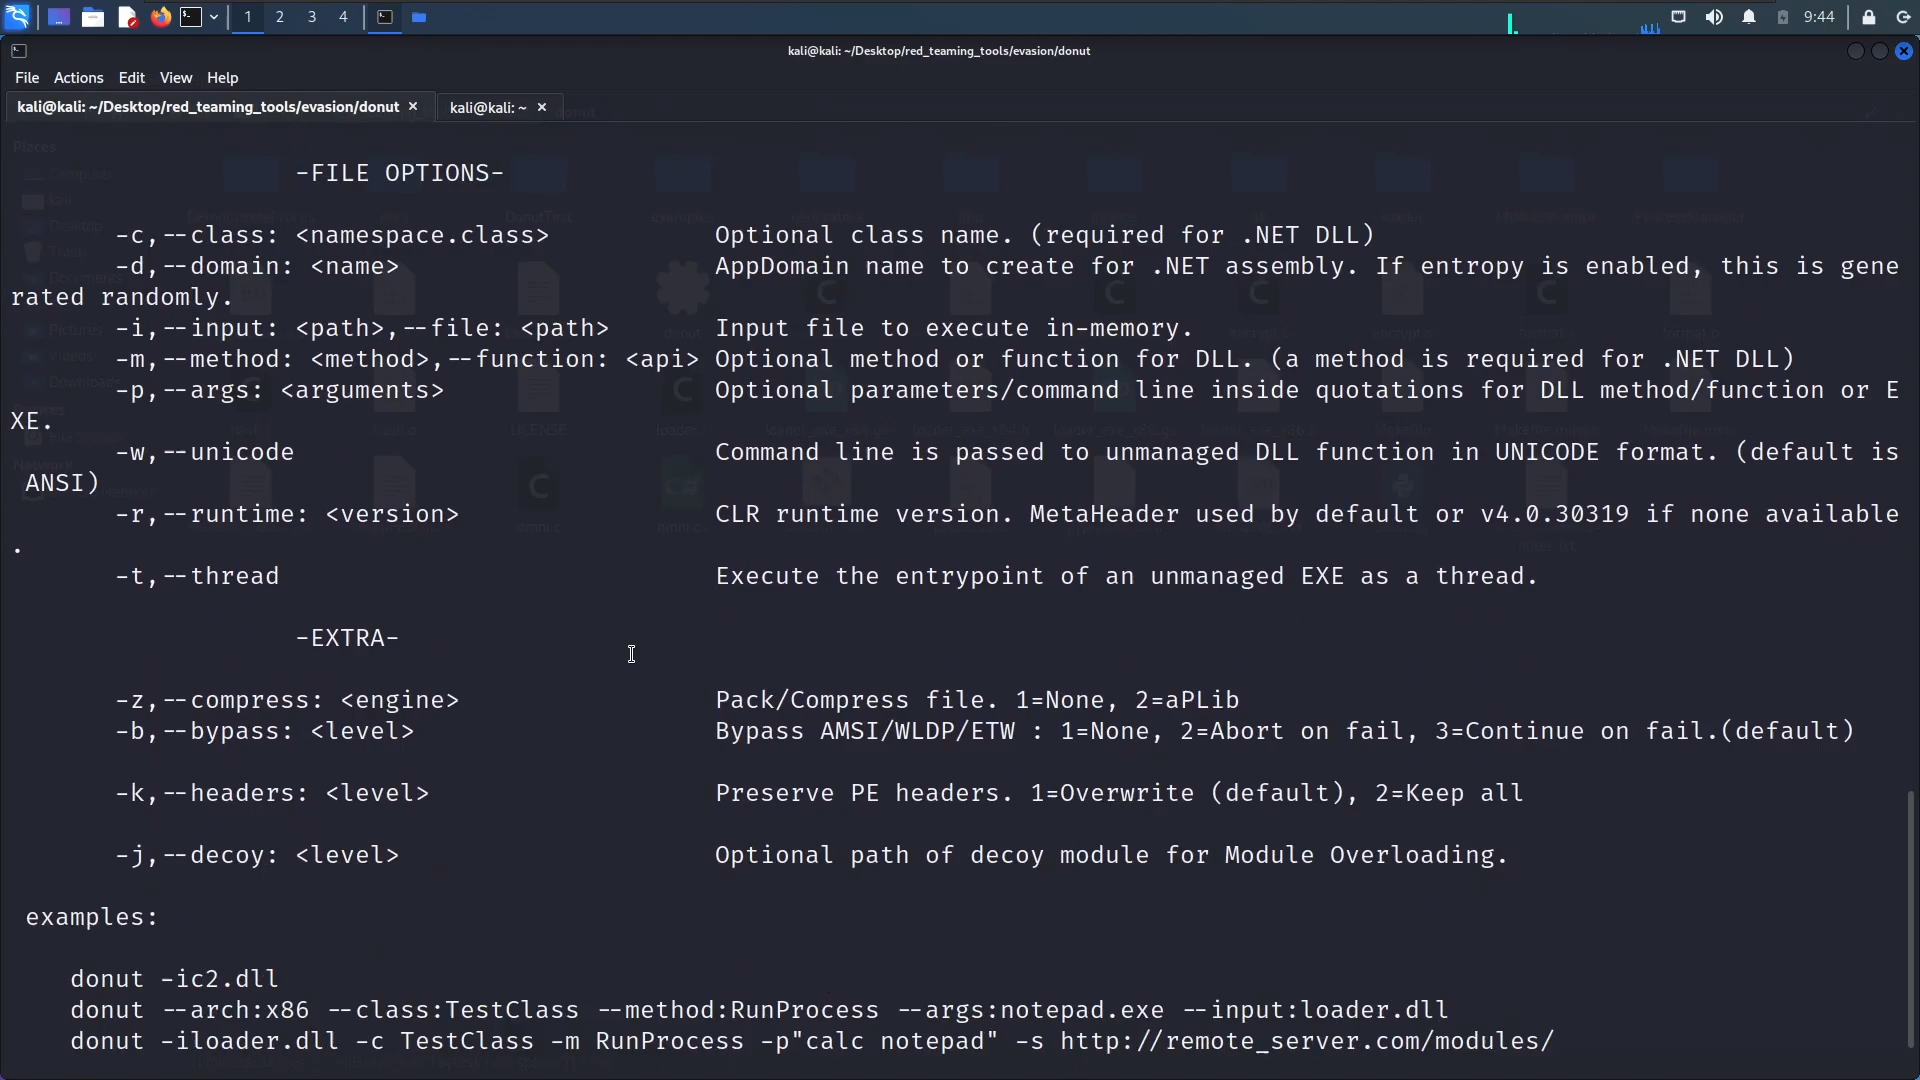 1 2 3 4 9:44
kali@kali: ~/Desktop/red_teaming_tools/evasion/donut
File Actions Edit View Help
kali@kali: ~/Desktop/red_teaming_tools/evasion/donut × kali@kali: ~ ×
-FILE OPTIONS-
-c,--class: <namespace.class> Optional class name. (required for .NET DLL)
-d,--domain: <name> AppDomain name to create for .NET assembly. If entropy is enabled, this is gene
rated randomly.
-i,--input: <path>,--file: <path> Input file to execute in-memory.
-m,--method: <method>,--function: <api> Optional method or function for DLL. (a method is required for .NET DLL)
-p,--args: <arguments> Optional parameters/command line inside quotations for DLL method/function or E
XE.
-w,--unicode Command line is passed to unmanaged DLL function in UNICODE format. (default is
ANSI)
-r,--runtime: <version> CLR runtime version. MetaHeader used by default or v4.0.30319 if none available
.
-t,--thread Execute the entrypoint of an unmanaged EXE as a thread.
-EXTRA-
-z,--compress: <engine> Pack/Compress file. 1=None, 2=aPLib
-b,--bypass: <level> Bypass AMSI/WLDP/ETW : 1=None, 2=Abort on fail, 3=Continue on fail.(default)
-k,--headers: <level> Preserve PE headers. 1=Overwrite (default), 2=Keep all
-j,--decoy: <level> Optional path of decoy module for Module Overloading.
examples:
donut -ic2.dll
donut --arch:x86 --class:TestClass --method:RunProcess --args:notepad.exe --input:loader.dll
donut -iloader.dll -c TestClass -m RunProcess -p"calc notepad" -s http://remote_server.com/modules/